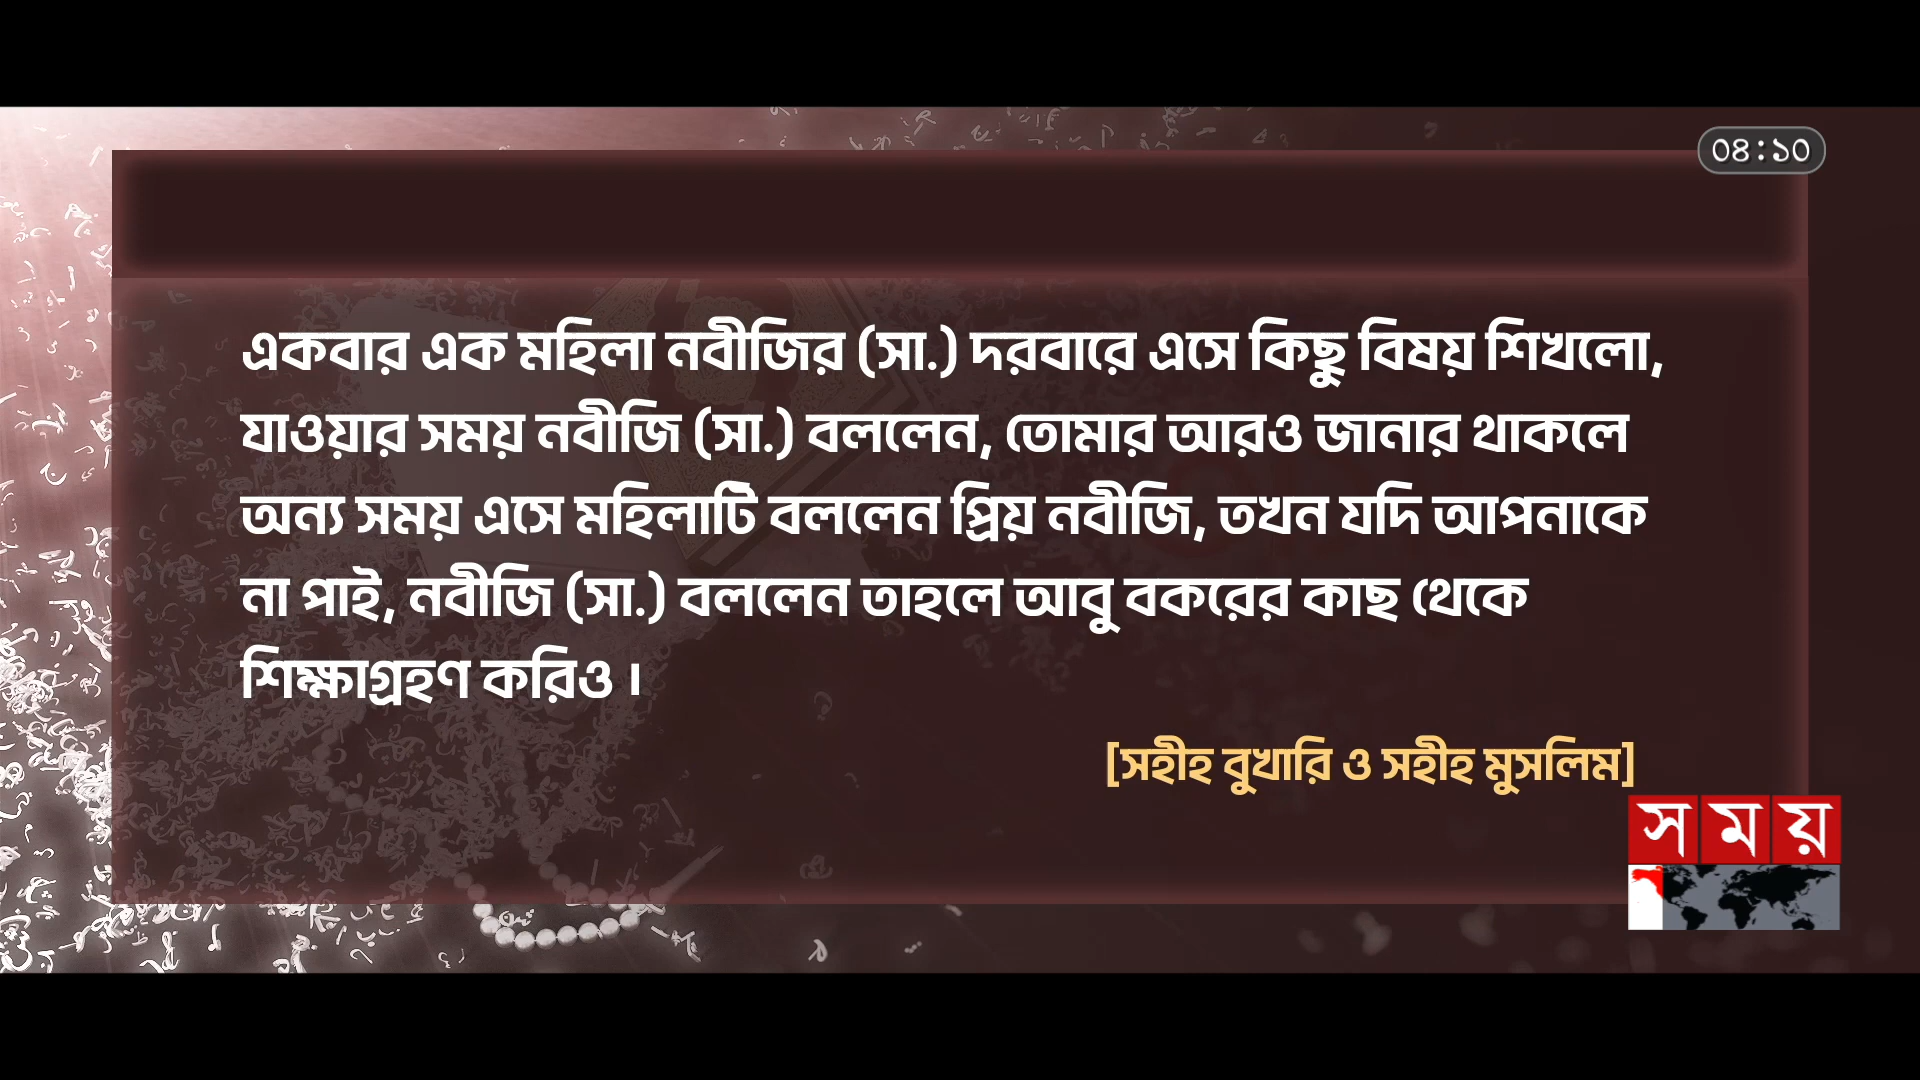 ০৪:১০
একবার এক মহিলা নবীজির (সা.) দরবারে এসে কিছু বিষয় শিখলো,
যাওয়ার সময় নবীজি (সা.) বললেন, তোমার আরও জানার থাকলে
অন্য সময় এসে মহিলাটি বললেন প্রিয় নবীজি, তখন যদি আপনাকে
না পাই, নবীজি (সা.) বললেন তাহলে আবু বকরের কাছ থেকে
শিক্ষাগ্রহণ করিও।
[সহীহ বুখারি ও সহীহ মুসলিম]
সময়